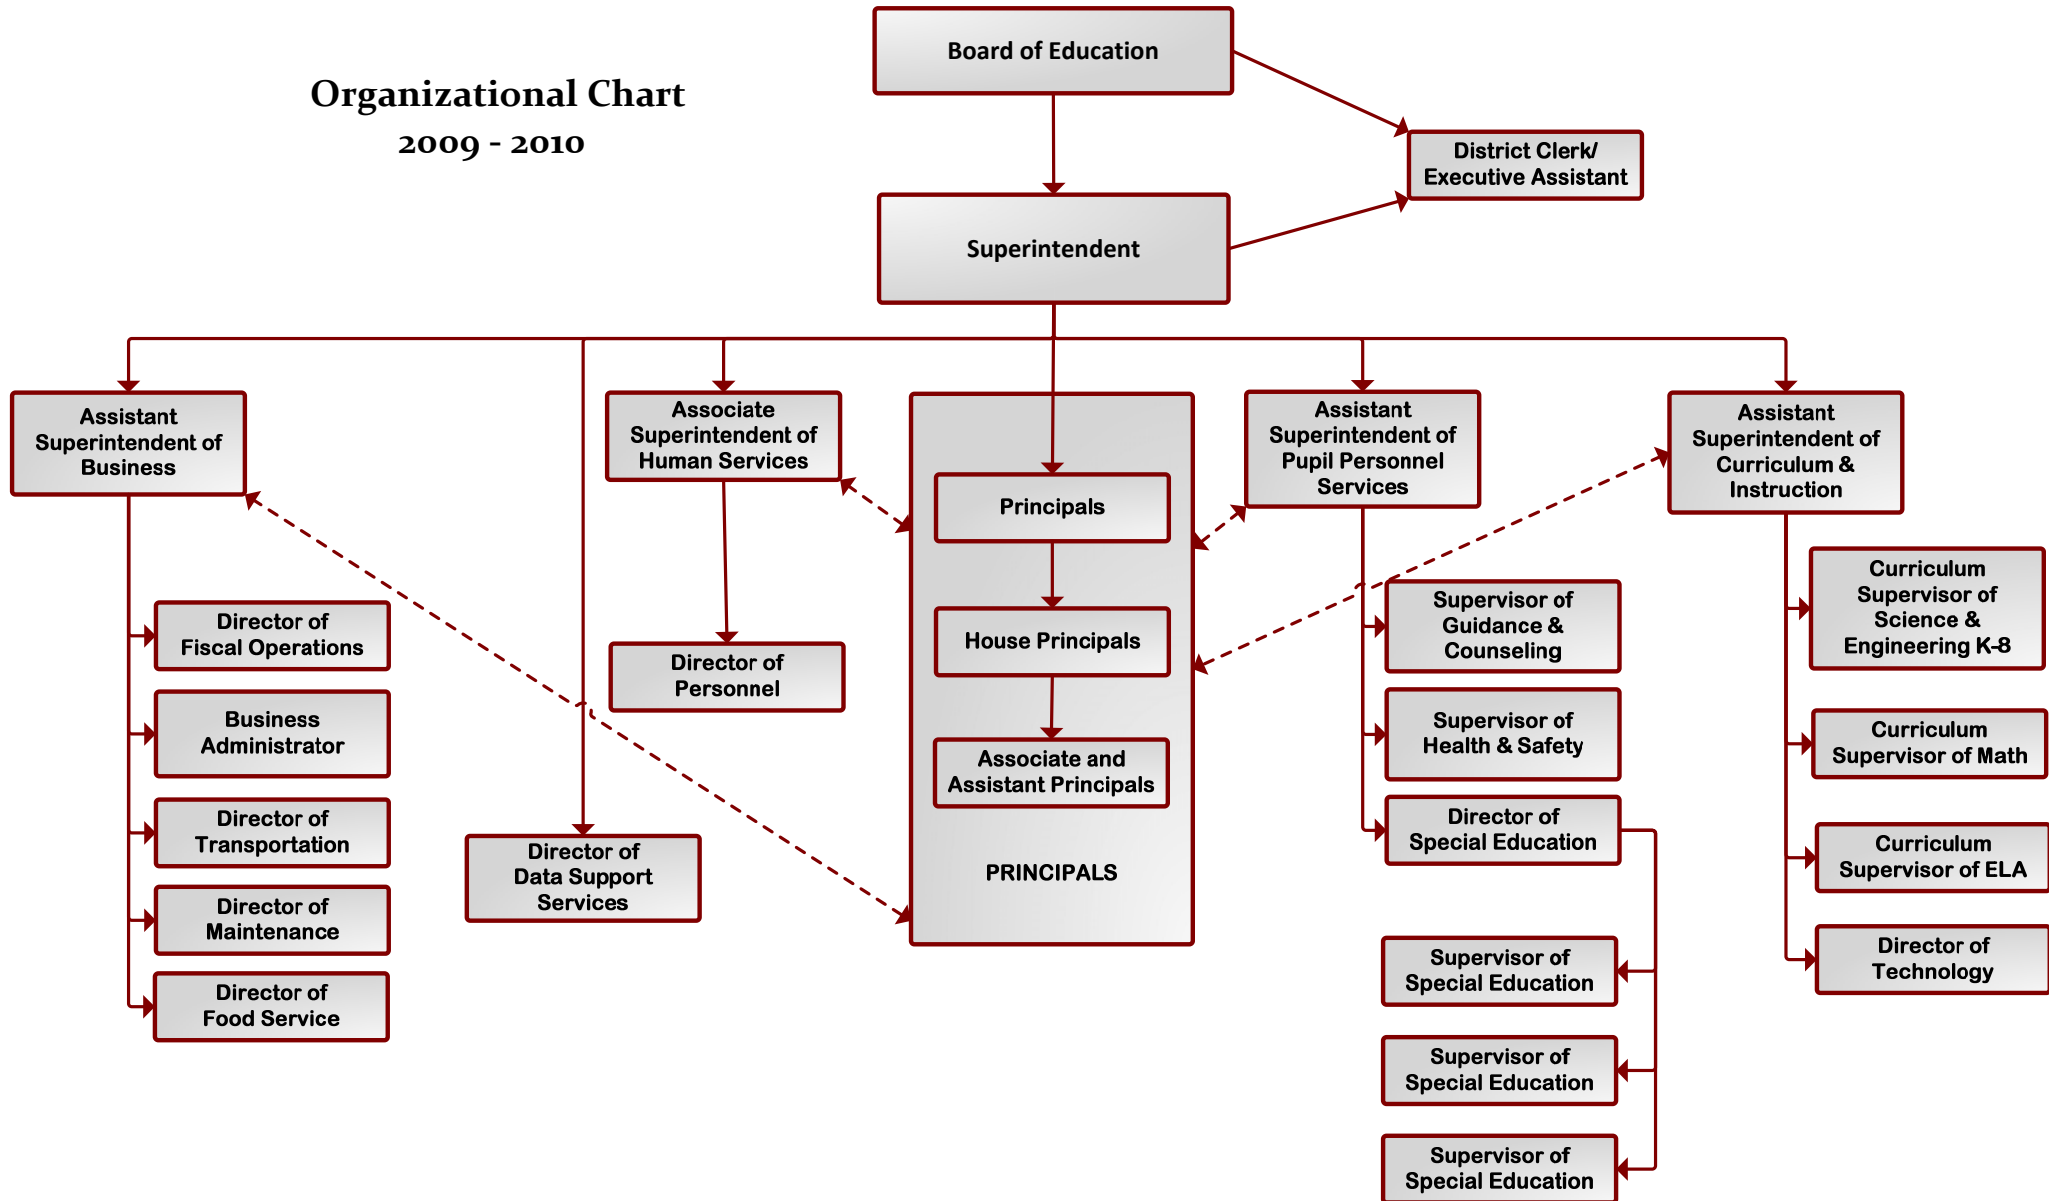 Board of Education
Organizational Chart
2009 - 2010
District Clerk/
Executive Assistant
Superintendent
Assistant
Superintendent of
Business
Associate
Superintendent of
Human Services
Assistant
Superintendent of
Pupil Personnel
Services
Assistant
Superintendent of
Curriculum &
Instruction
Principals
House Principals
Associate and
Assistant Principals
PRINCIPALS
Director of
Fiscal Operations
Business
Administrator
Director of
Transportation
Director of
Maintenance
Director of
Food Service
Director of
Data Support
Services
Director of
Personnel
Supervisor of
Guidance &
Counseling
Supervisor of
Health & Safety
Director of
Special Education
Supervisor of
Special Education
Supervisor of
Special Education
Supervisor of
Special Education
Curriculum
Supervisor of
Science &
Engineering K-8
Curriculum
Supervisor of Math
Curriculum
Supervisor of ELA
Director of
Technology